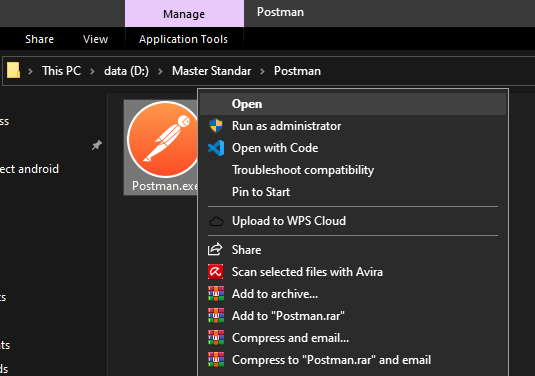 Manage
Postman
Share
View
Application Tools
This PC > data (D:) > Master Standar > Postman
ect android
Postman.exe
Open
Run as administrator
Open with Code
Troubleshoot compatibility
Pin to Start
Upload to WPS Cloud
Share
Scan selected files with Avira
Add to archive...
Add to "Postman.rar"
Compress and email...
Compress to "Postman.rar" and email